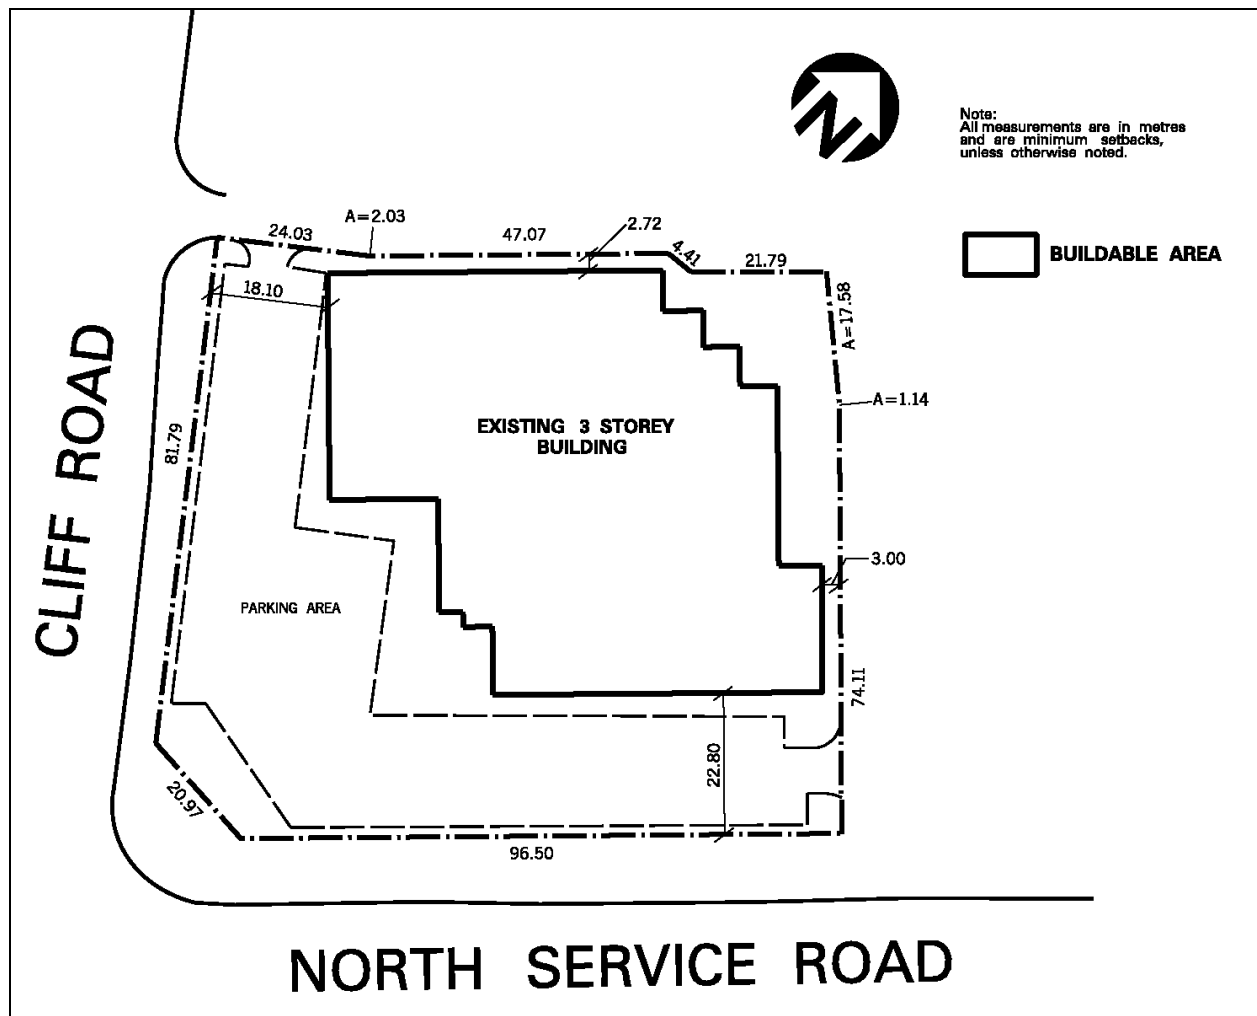 N
Note:
All measurements are in metres
and are minimum setbacks,
unless otherwise noted.
A=2.03
2.72
24.03
47.07
4.41
21.79
BUILDABLE AREA
18.10
A=17.58
A=1.14
EXISTING 3 STOREY
BUILDING
81.79
CLIFF ROAD
3.00
PARKING AREA
74.11
22.80
20.97
96.50
NORTH SERVICE ROAD